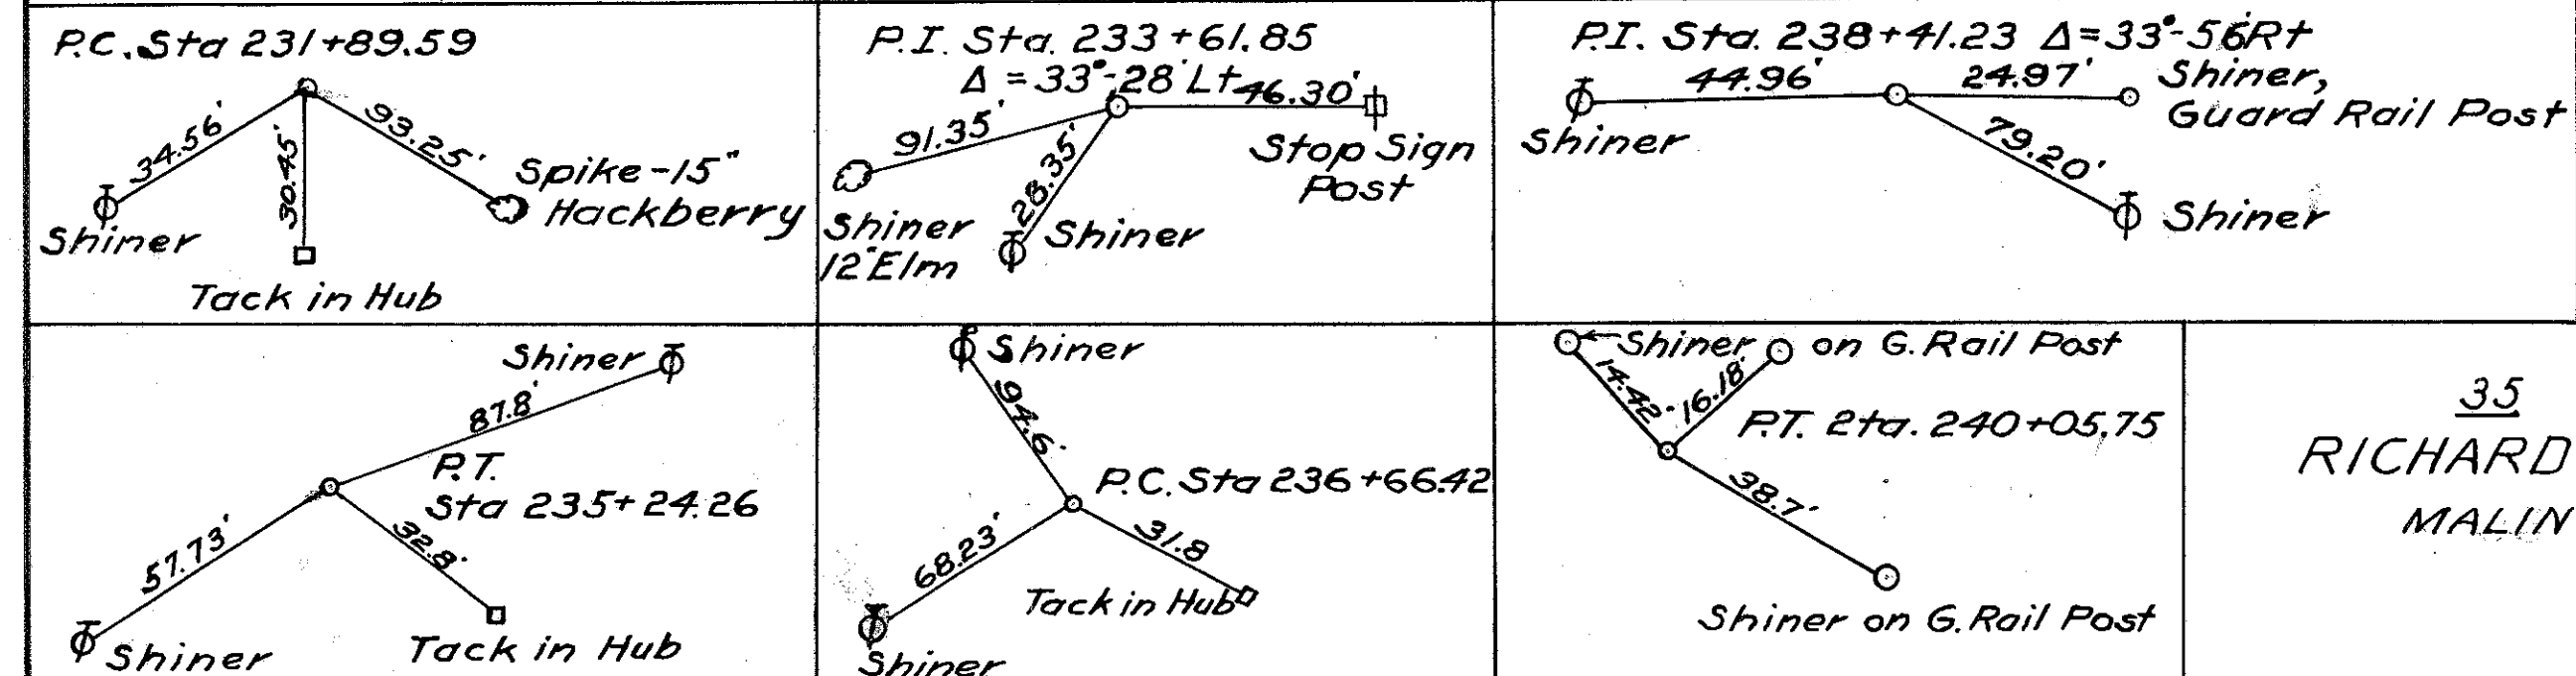 P.C. Sta 231+89.59
34.56'
30.45'
93.25'
Shiner
Spike-15"
Hackberry
Tack in Hub
P.I. Sta. 233+61.85
Δ = 33°-28' Lt
46.30'
91.35'
28.35'
Stop Sign
Post
Shiner
12" Elm
Shiner
P.I. Sta. 238+41.23 Δ=33°-56' Rt
44.96'
24.97'
Shiner,
Guard Rail Post
Shiner
79.20'
Shiner
Shiner
87.8'
P.T.
Sta 235+24.26
57.73'
32.8'
Shiner
Tack in Hub
Shiner
94.6'
P.C. Sta 236+66.42
68.23'
31.8
Tack in Hub
Shiner
Shiner on G. Rail Post
14.42'
16.18'
P.T. 2ta. 240+05.75
38.7'
Shiner on G. Rail Post
35
RICHARD
MALIN